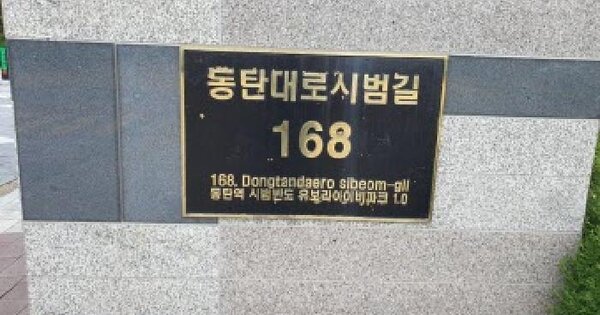 동탄대로시범길
168
168, Dongtandaero sibeom-gil
동탄역 시범반도 유보라아이비파크 1.0